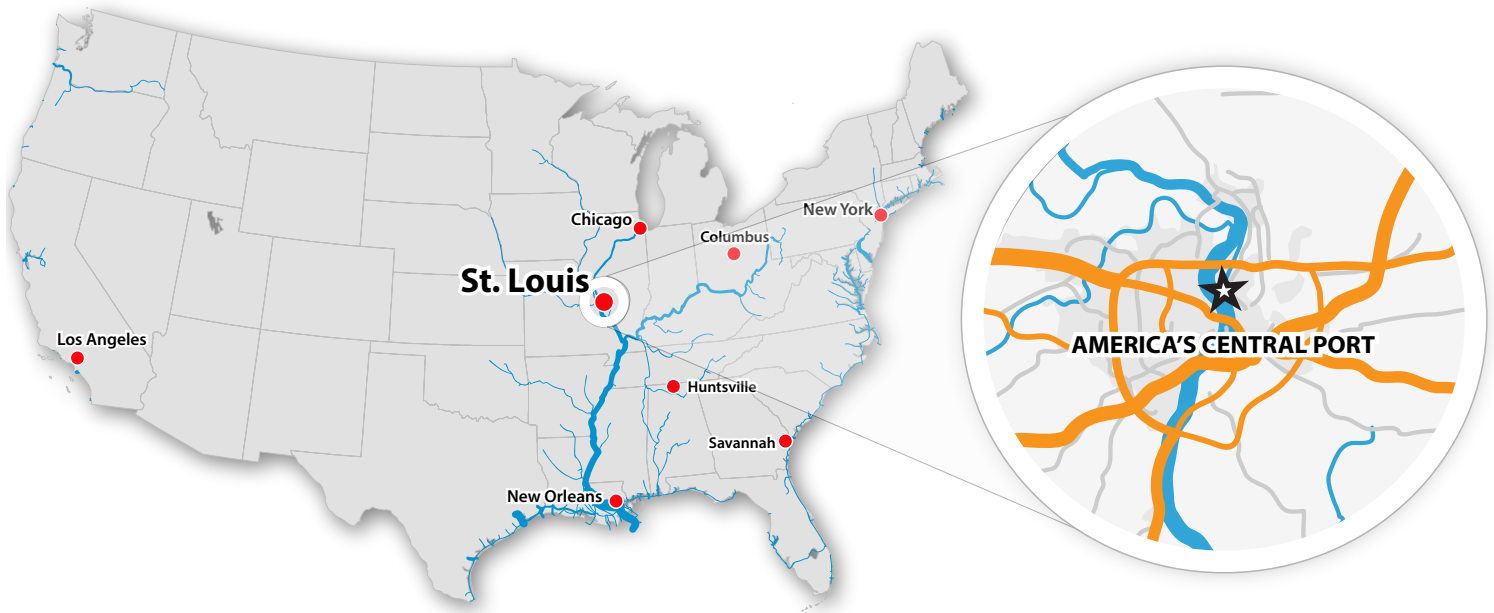 Chicago
New York
Columbus
St. Louis
Los Angeles
AMERICA'S CENTRAL PORT
Huntsville
Savannah
New Orleans